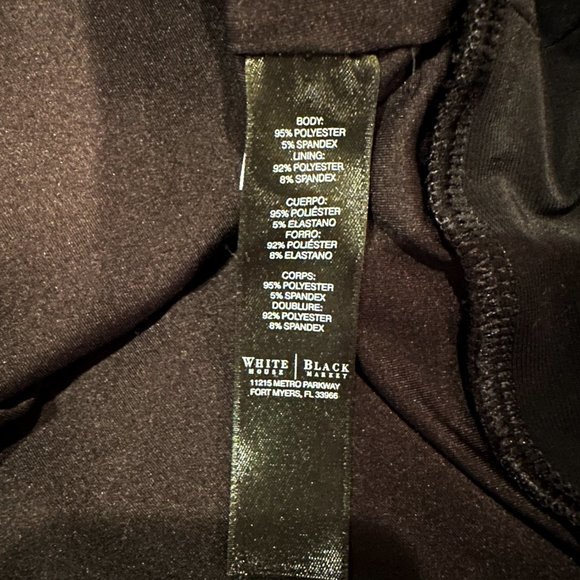 BODY:
95% POLYESTER
5% SPANDEX
LINING:
92% POLYESTER
8% SPANDEX
CUERPO:
95% POLIÉSTER
5% ELASTANO
FORRO:
92% POLIÉSTER
8% ELASTANO
CORPS:
95% POLYESTER
5% SPANDEX
DOUBLURE:
92% POLYESTER
8% SPANDEX
WHITE | BLACK
HOUSE | MARKET
11215 METRO PARKWAY
FORT MYERS, FL 33966